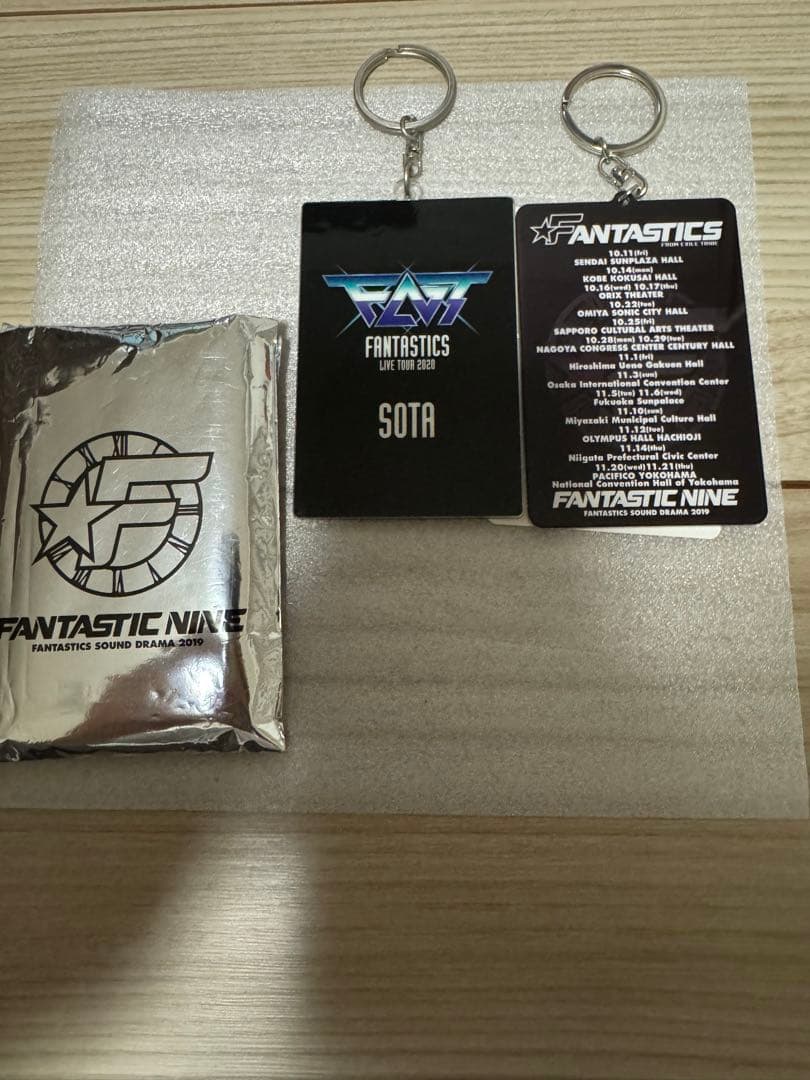 F
FANTASTIC NINE
FANTASTICS SOUND DRAMA 2019
FANT
FANTASTICS
LIVE TOUR 2020
SOTA
FANTASTICS
FROM EXILE TRIBE
10.11(fri)
SENDAI SUNPLAZA HALL
10.14(mon)
KOBE KOKUSAI HALL
10.16(wed) 10.17(thu)
ORIX THEATER
10.22(tue)
OMIYA SONIC CITY HALL
10.25(fri)
SAPPORO CULTURAL ARTS THEATER
10.28(mon) 10.29(tue)
NAGOYA CONGRESS CENTER CENTURY HALL
11.1(fri)
Hiroshima Ueno Gakuen Hall
11.3(sun)
Osaka International Convention Center
11.5(tue) 11.6(wed)
Fukuoka Sunpalace
11.10(sun)
Miyazaki Municipal Culture Hall
11.12(tue)
OLYMPUS HALL HACHIOJI
11.14(thu)
Niigata Prefectural Civic Center
11.20(wed)11.21(thu)
PACIFICO YOKOHAMA
National Convention Hall of Yokohama
FANTASTIC NINE
FANTASTICS SOUND DRAMA 2019